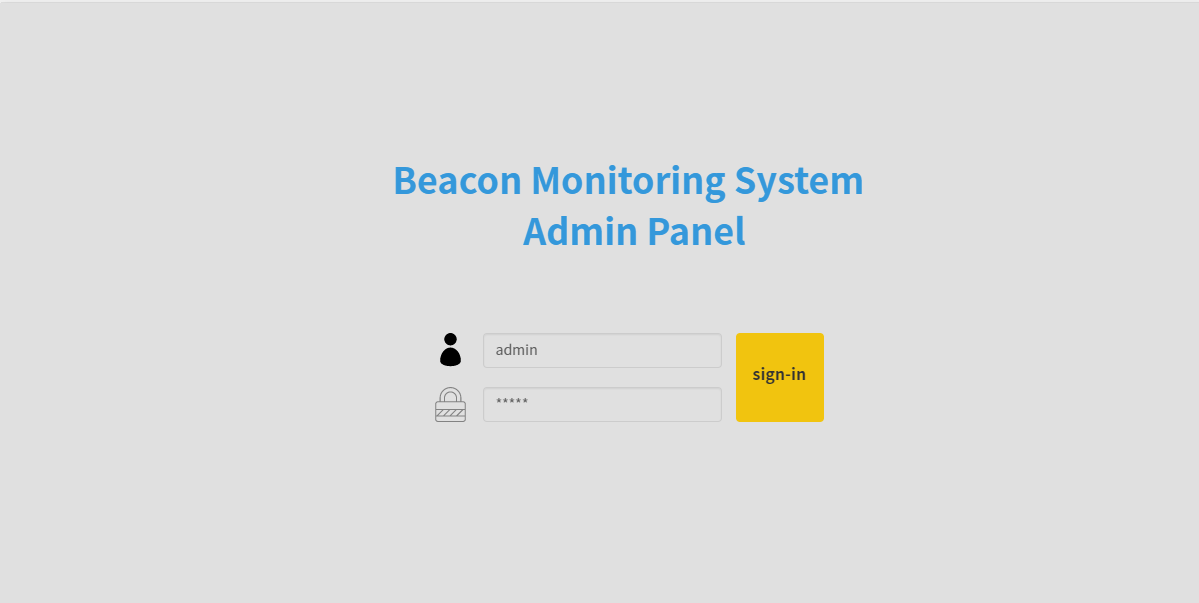 Beacon Monitoring System
Admin Panel
admin
sign-in
*****